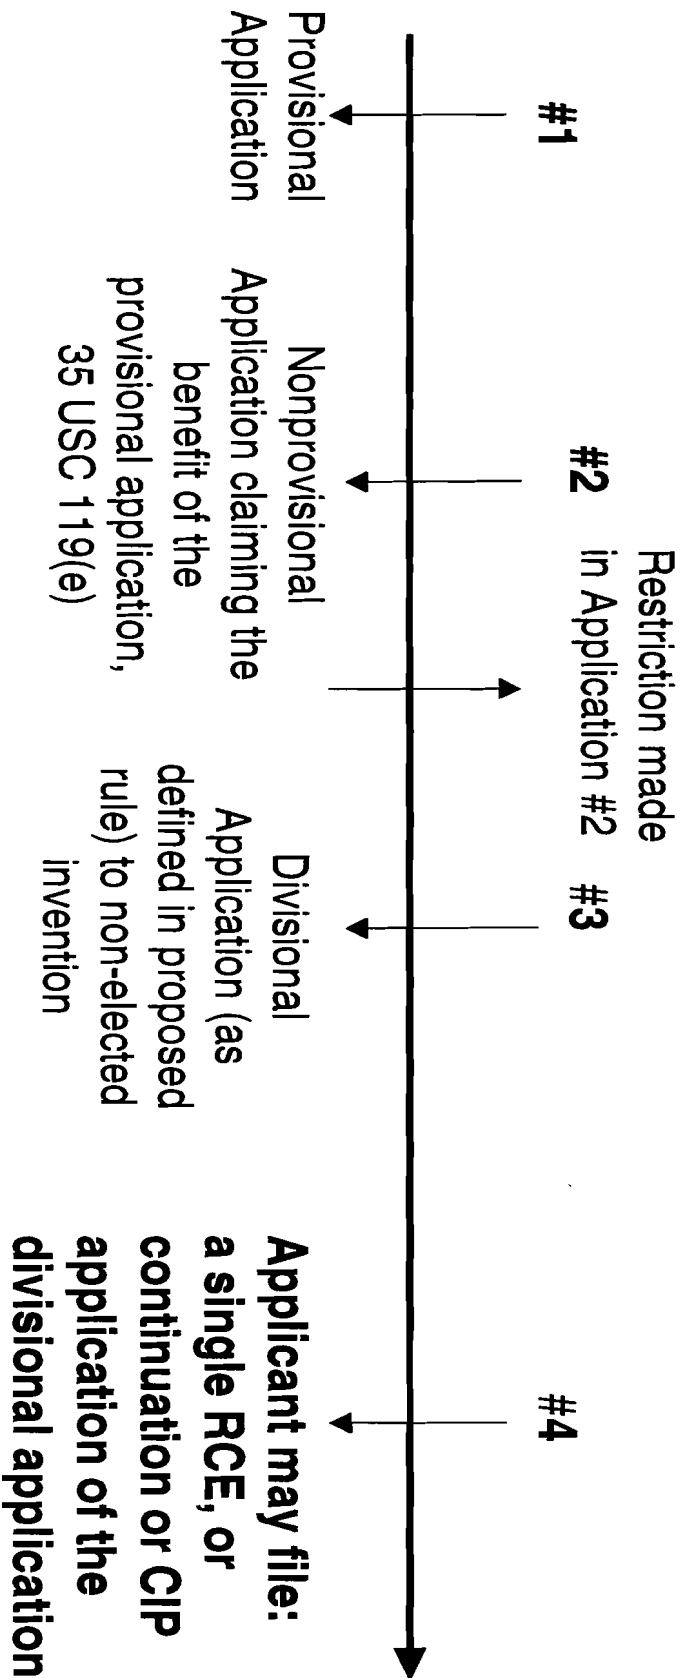 #1
Provisional
Application
#2
Nonprovisional
Application claiming the
benefit of the
provisional application,
35 USC 119(e)
Restriction made
in Application #2
#3
Divisional
Application (as
defined in proposed
rule) to non-elected
invention
#4
Applicant may file:
a single RCE, or
continuation or CIP
application of the
divisional application